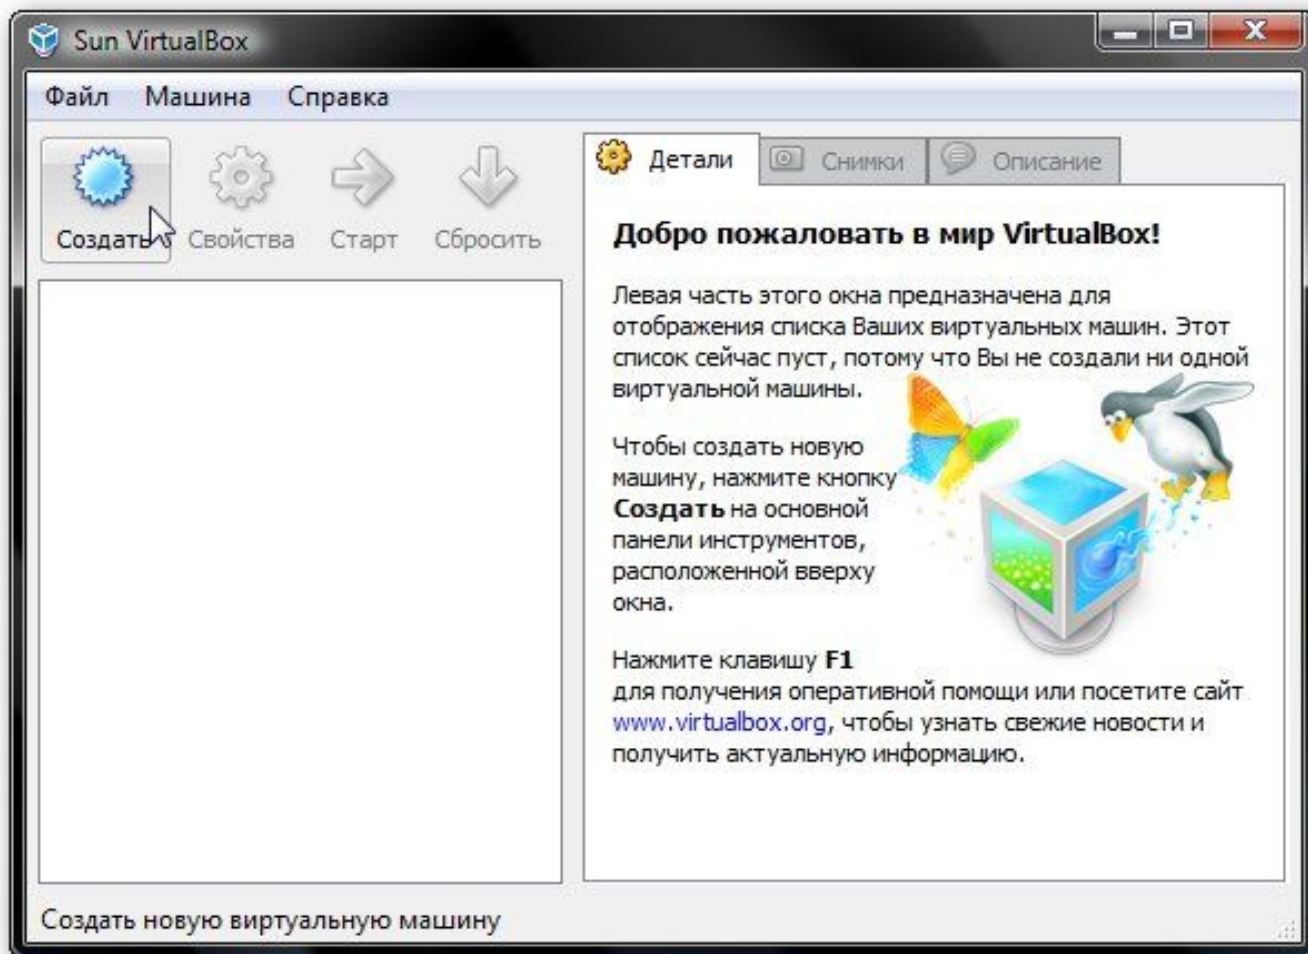 Sun VirtualBox
Файл Машина Справка
Создать Свойства Старт Сбросить
Детали Снимки Описание
Добро пожаловать в мир VirtualBox!
Левая часть этого окна предназначена для
отображения списка Ваших виртуальных машин. Этот
список сейчас пуст, потому что Вы не создали ни одной
виртуальной машины.
Чтобы создать новую
машину, нажмите кнопку
Создать на основной
панели инструментов,
расположенной вверху
окна.
Нажмите клавишу F1
для получения оперативной помощи или посетите сайт
www.virtualbox.org, чтобы узнать свежие новости и
получить актуальную информацию.
Создать новую виртуальную машину